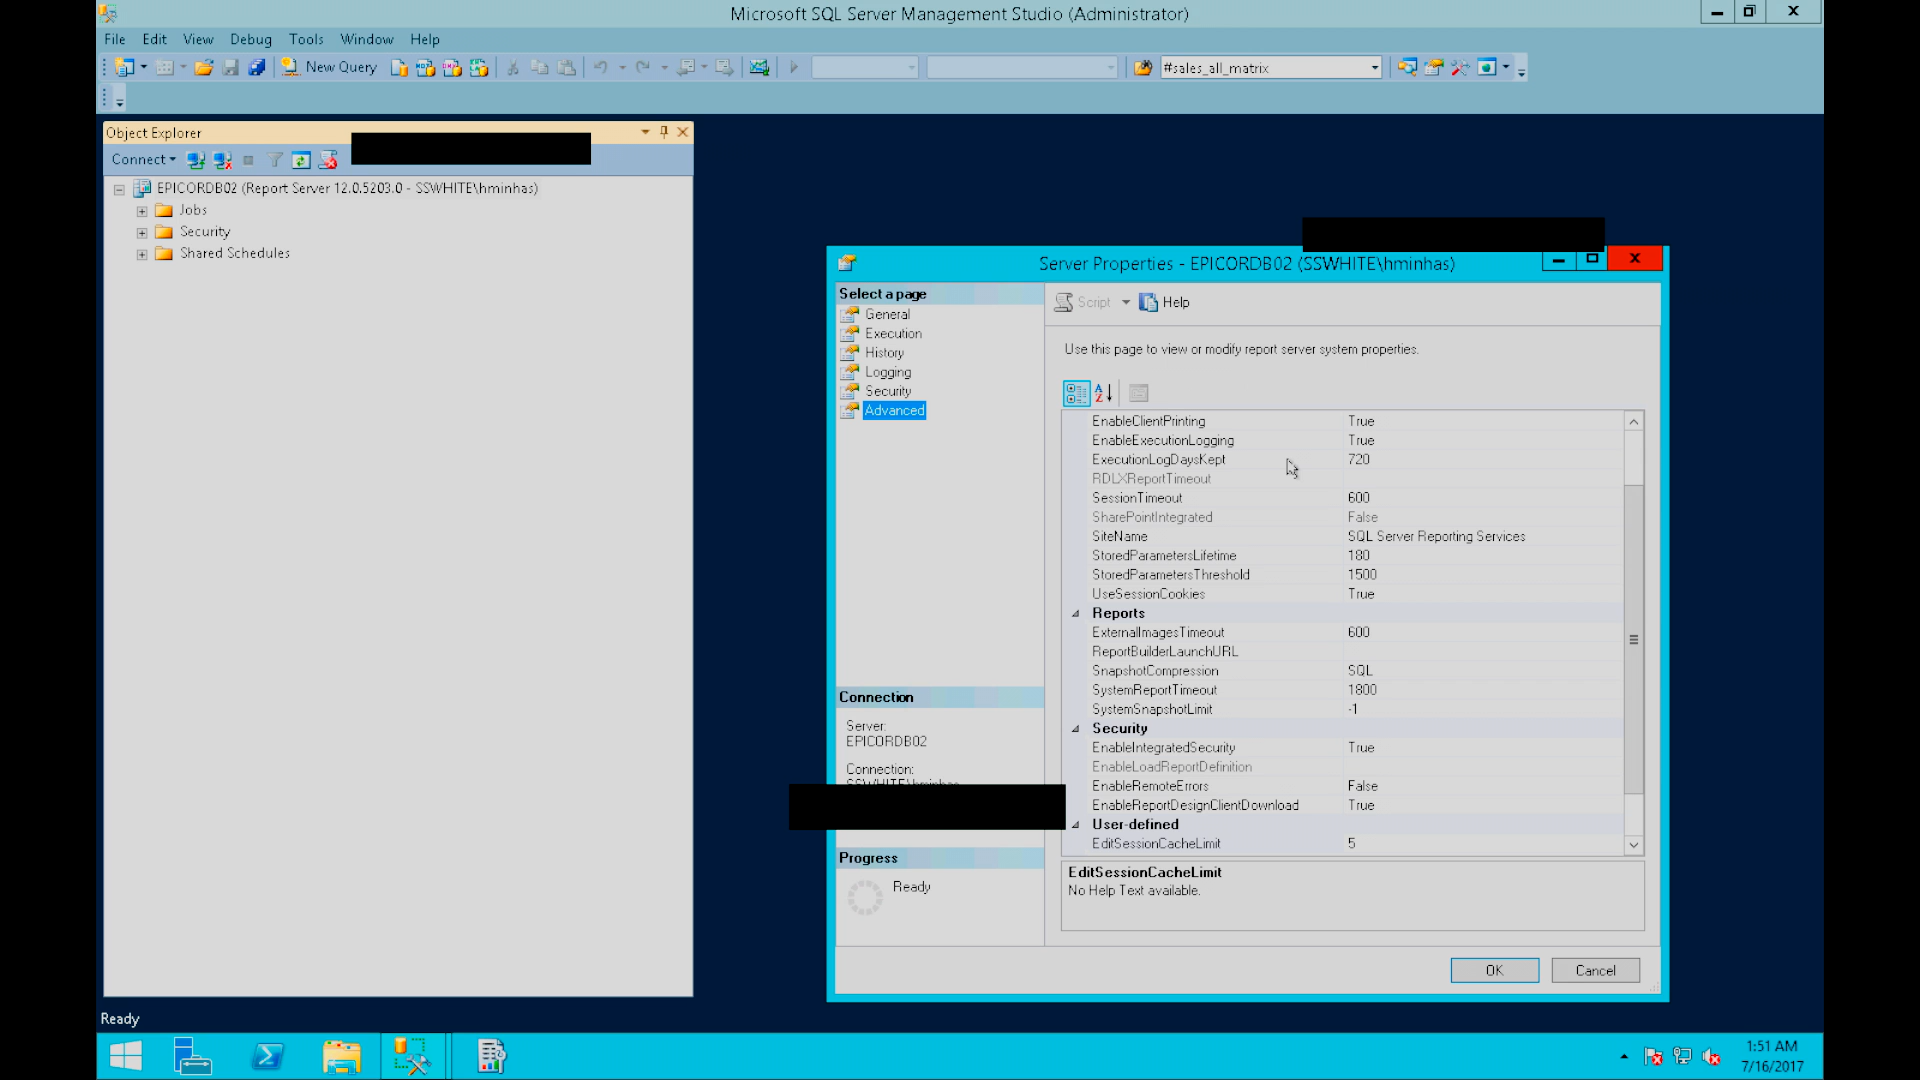 Microsoft SQL Server Management Studio (Administrator)
File Edit View Debug Tools Window Help
New Query
#sales_all_matrix
Object Explorer
Connect
EPICORDB02 (Report Server 12.0.5203.0 - SSWHITE\hminhas)
Jobs
Security
Shared Schedules
Server Properties - EPICORDB02 (SSWHITE\hminhas)
Select a page
General
Execution
History
Logging
Security
Advanced
Script Help
Use this page to view or modify report server system properties.
EnableClientPrinting True
EnableExecutionLogging True
ExecutionLogDaysKept 720
RDLXReportTimeout
SessionTimeout 600
SharePointIntegrated False
SiteName SQL Server Reporting Services
StoredParametersLifetime 180
StoredParametersThreshold 1500
UseSessionCookies True
Reports
ExternalImagesTimeout 600
ReportBuilderLaunchURL
SnapshotCompression SQL
SystemReportTimeout 1800
SystemSnapshotLimit -1
Security
EnableIntegratedSecurity True
EnableLoadReportDefinition
EnableRemoteErrors False
EnableReportDesignClientDownload True
User-defined
EditSessionCacheLimit 5
EditSessionCacheLimit
No Help Text available.
Connection
Server:
EPICORDB02
Connection:
Progress
Ready
OK Cancel
Ready
1:51 AM
7/16/2017